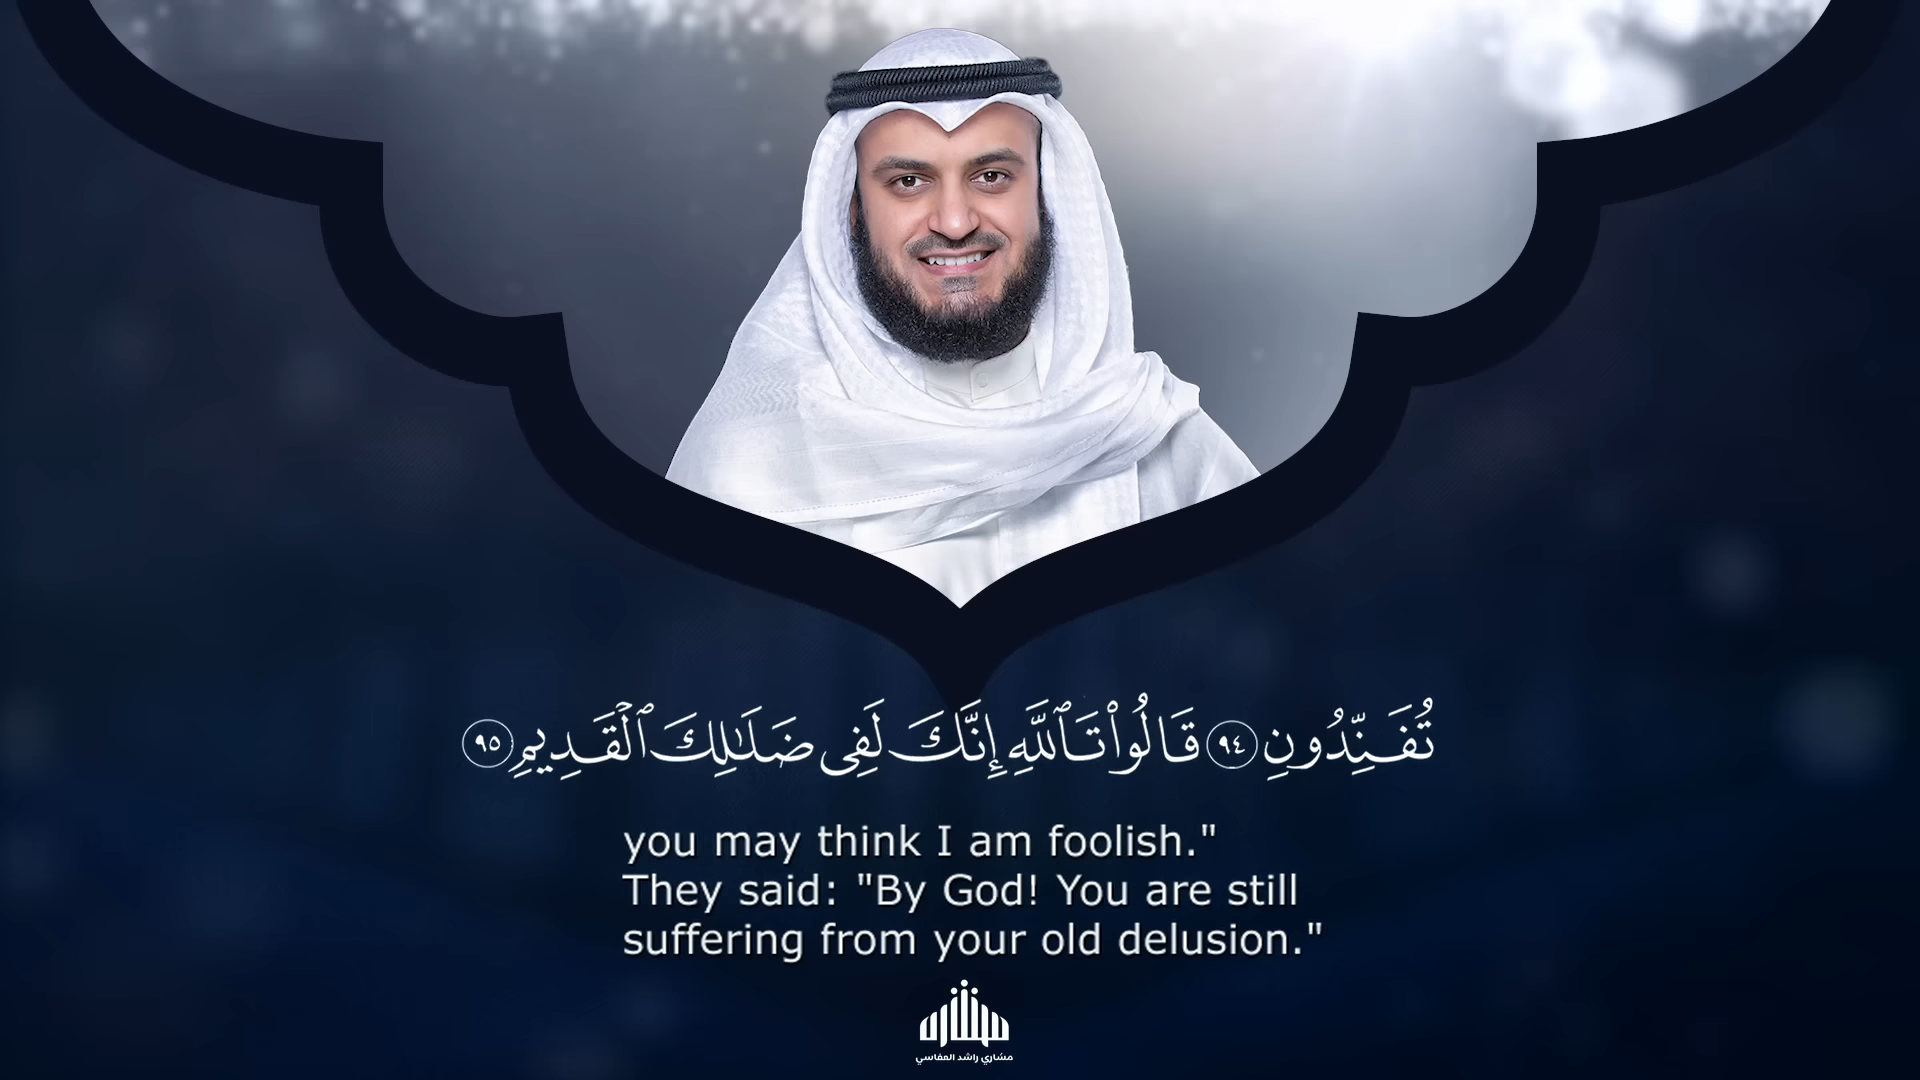 تُفَنِّدُونِ ۝٩٤ قَالُوا۟ تَٱللَّهِ إِنَّكَ لَفِى ضَلَـٰلِكَ ٱلْقَدِيمِ ۝٩٥
you may think I am foolish."
They said: "By God! You are still
suffering from your old delusion."
مشاري راشد العفاسي